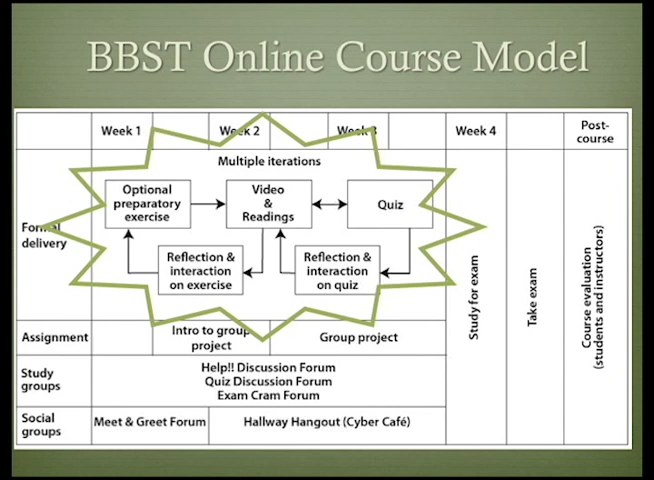 BBST Online Course Model
Week 1
Week 2
Week 3
Week 4
Post-
course
Multiple iterations
Formal
delivery
Optional
preparatory
exercise
Video
&
Readings
Quiz
Reflection &
interaction
on exercise
Reflection &
interaction
on quiz
Study for exam
Take exam
Course evaluation
(students and instructors)
Assignment
Intro to group
project
Group project
Study
groups
Help!! Discussion Forum
Quiz Discussion Forum
Exam Cram Forum
Social
groups
Meet & Greet Forum
Hallway Hangout (Cyber Café)